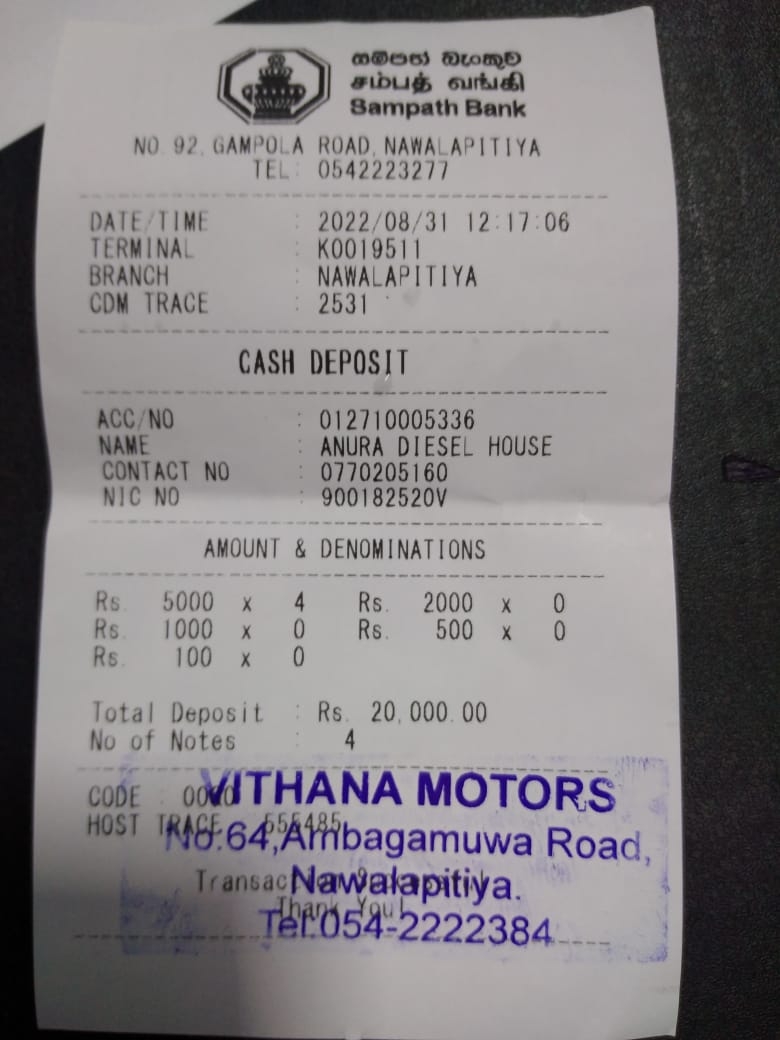 සම්පත් බැංකුව
சம்பத் வங்கி
Sampath Bank
NO. 92, GAMPOLA ROAD, NAWALAPITIYA
TEL: 0542223277
DATE/TIME : 2022/08/31 12:17:06
TERMINAL : K0019511
BRANCH : NAWALAPITIYA
CDM TRACE : 2531
CASH DEPOSIT
ACC/NO : 012710005336
NAME : ANURA DIESEL HOUSE
CONTACT NO : 0770205160
NIC NO : 900182520V
AMOUNT & DENOMINATIONS
Rs. 5000 x 4 Rs. 2000 x 0
Rs. 1000 x 0 Rs. 500 x 0
Rs. 100 x 0
Total Deposit : Rs. 20,000.00
No of Notes : 4
CODE :
VITHANA MOTORS
HOST TRACE 555485
No.64,Ambagamuwa Road,
Nawalapitiya.
Thank You!
Tel:054-2222384